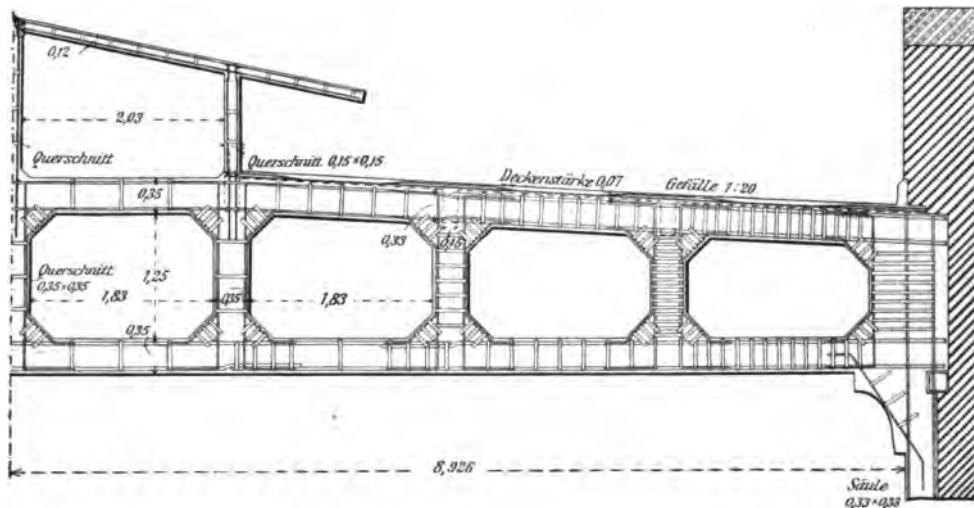 0,12
2,03
Querschnitt
Querschnitt 0,15×0,15
Deckenstärke 0,07
Gefälle 1:20
0,35
0,33
0,15
Querschnitt
0,35×0,35
1,25
1,83
0,35
1,83
0,35
8,926
Säule
0,33×0,33